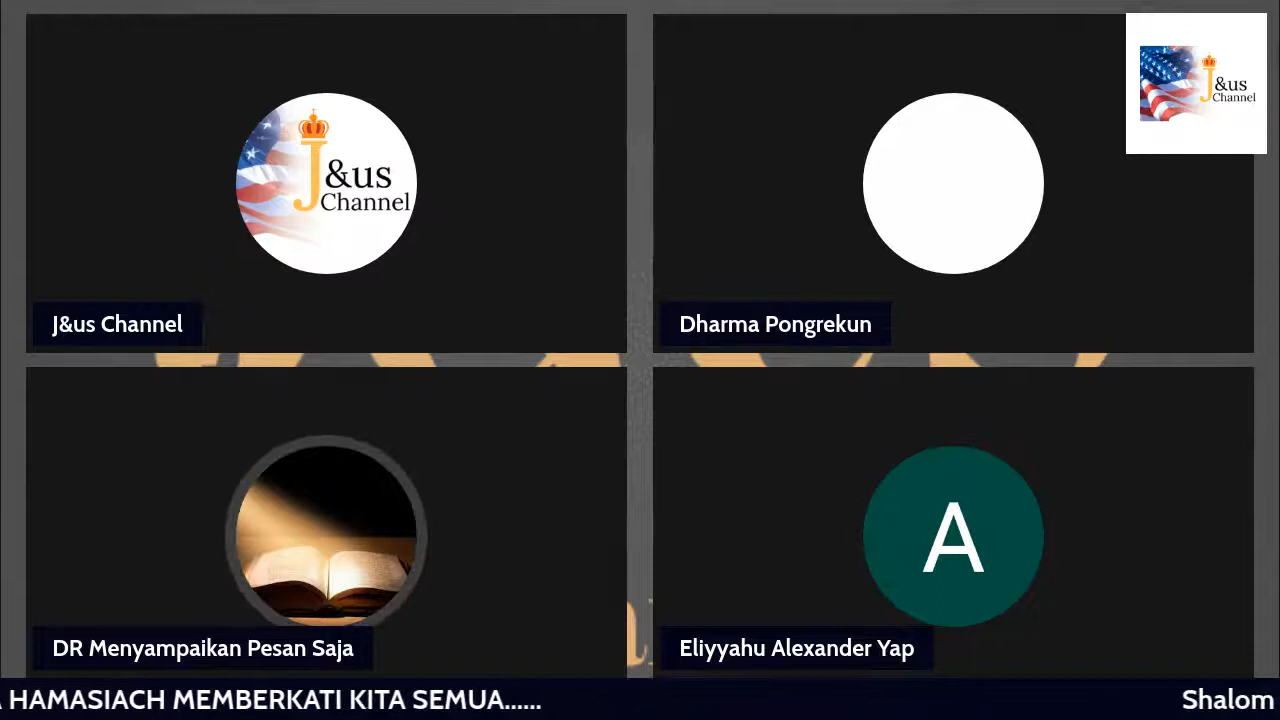 J&us
Channel
J&us
Channel
J&us Channel
Dharma Pongrekun
A
DR Menyampaikan Pesan Saja
Eliyyahu Alexander Yap
HAMASIACH MEMBERKATI KITA SEMUA...... Shalom